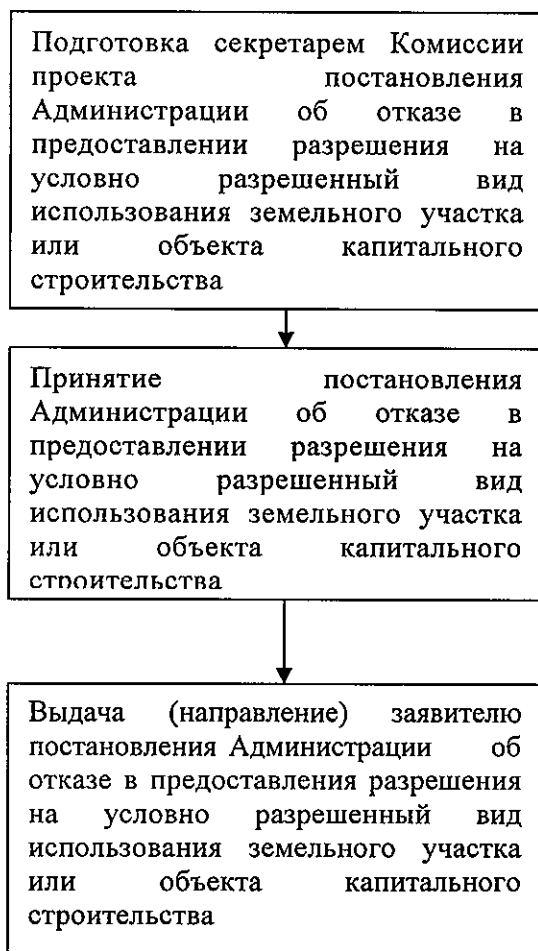 Подготовка секретарем Комиссии
проекта постановления
Администрации об отказе в
предоставлении разрешения на
условно разрешенный вид
использования земельного участка
или объекта капитального
строительства
Принятие постановления
Администрации об отказе в
предоставлении разрешения на
условно разрешенный вид
использования земельного участка
или объекта капитального
строительства
Выдача (направление) заявителю
постановления Администрации об
отказе в предоставления разрешения
на условно разрешенный вид
использования земельного участка
или объекта капитального
строительства